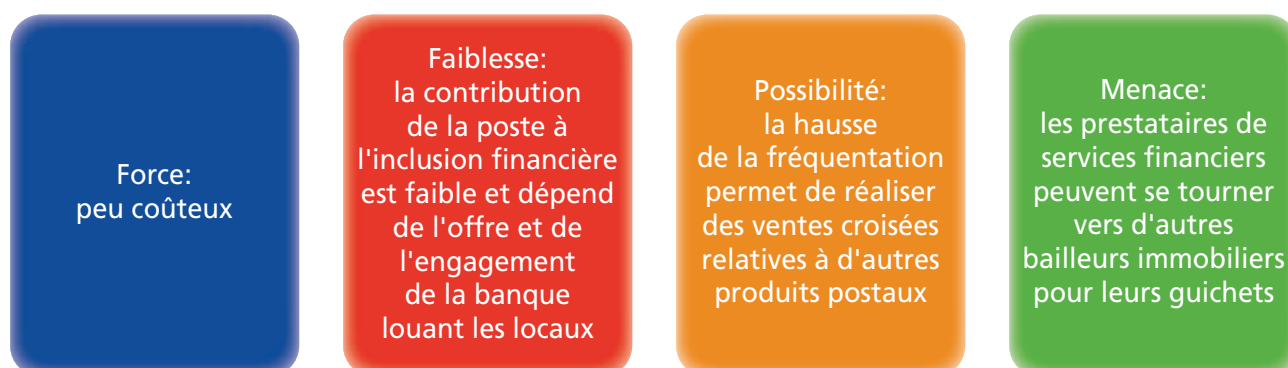 Force:
peu coûteux
Faiblesse:
la contribution
de la poste à
l'inclusion financière
est faible et dépend
de l'offre et de
l'engagement
de la banque
louant les locaux
Possibilité:
la hausse
de la fréquentation
permet de réaliser
des ventes croisées
relatives à d'autres
produits postaux
Menace:
les prestataires de
services financiers
peuvent se tourner
vers d'autres
bailleurs immobiliers
pour leurs guichets